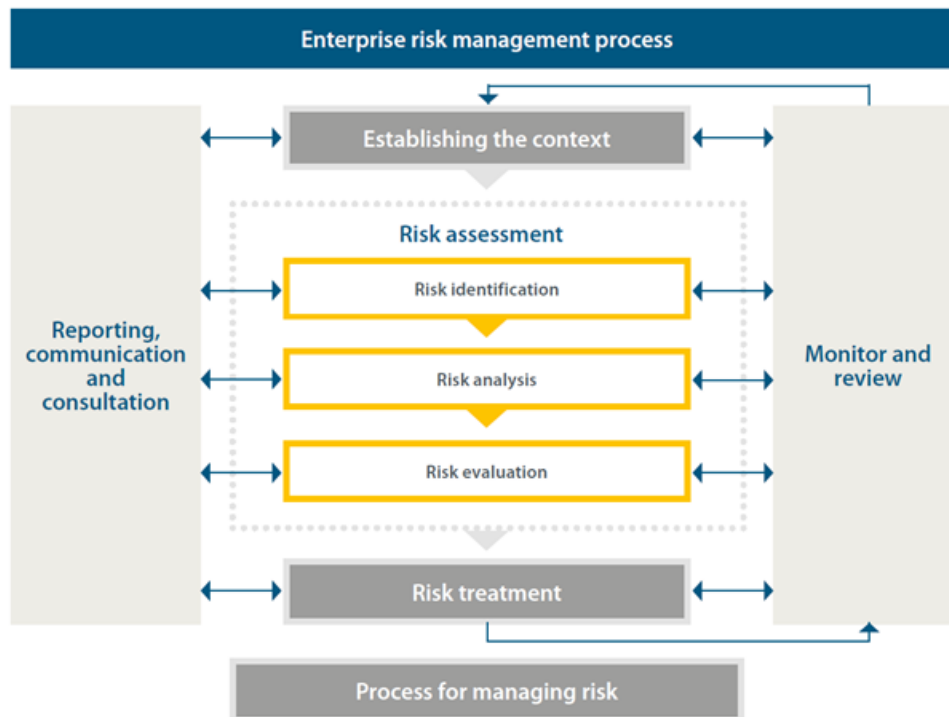 Enterprise risk management process
Establishing the context
Risk assessment
Risk identification
Reporting,
communication
and
consultation
Risk analysis
Monitor and
review
Risk evaluation
Risk treatment
Process for managing risk